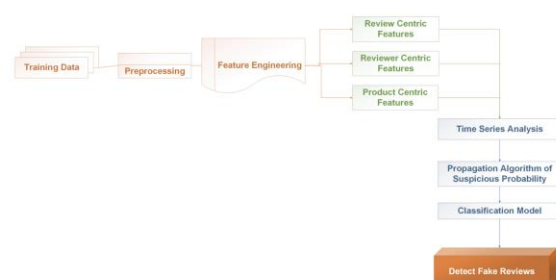 Training Data
Preprocessing
Feature Engineering
Review Centric
Features
Reviewer Centric
Features
Product Centric
Features
Time Series Analysis
Propagation Algorithm of
Suspicious Probability
Classification Model
Detect Fake Reviews